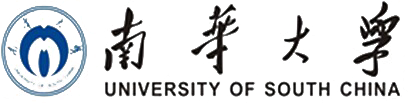 南華大學
UNIVERSITY OF SOUTH CHINA